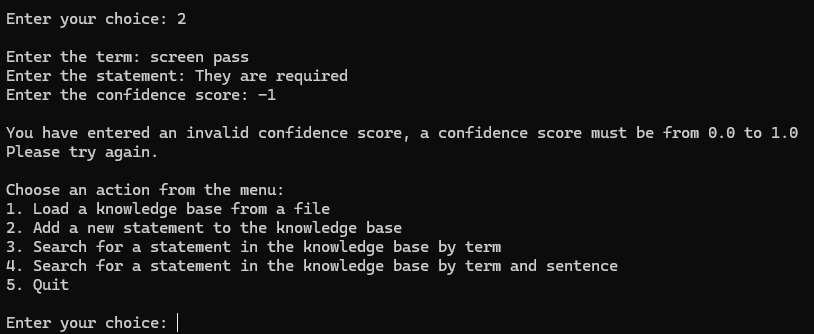 Enter your choice: 2
Enter the term: screen pass
Enter the statement: They are required
Enter the confidence score: -1
You have entered an invalid confidence score, a confidence score must be from 0.0 to 1.0
Please try again.
Choose an action from the menu:
1. Load a knowledge base from a file
2. Add a new statement to the knowledge base
3. Search for a statement in the knowledge base by term
4. Search for a statement in the knowledge base by term and sentence
5. Quit
Enter your choice: